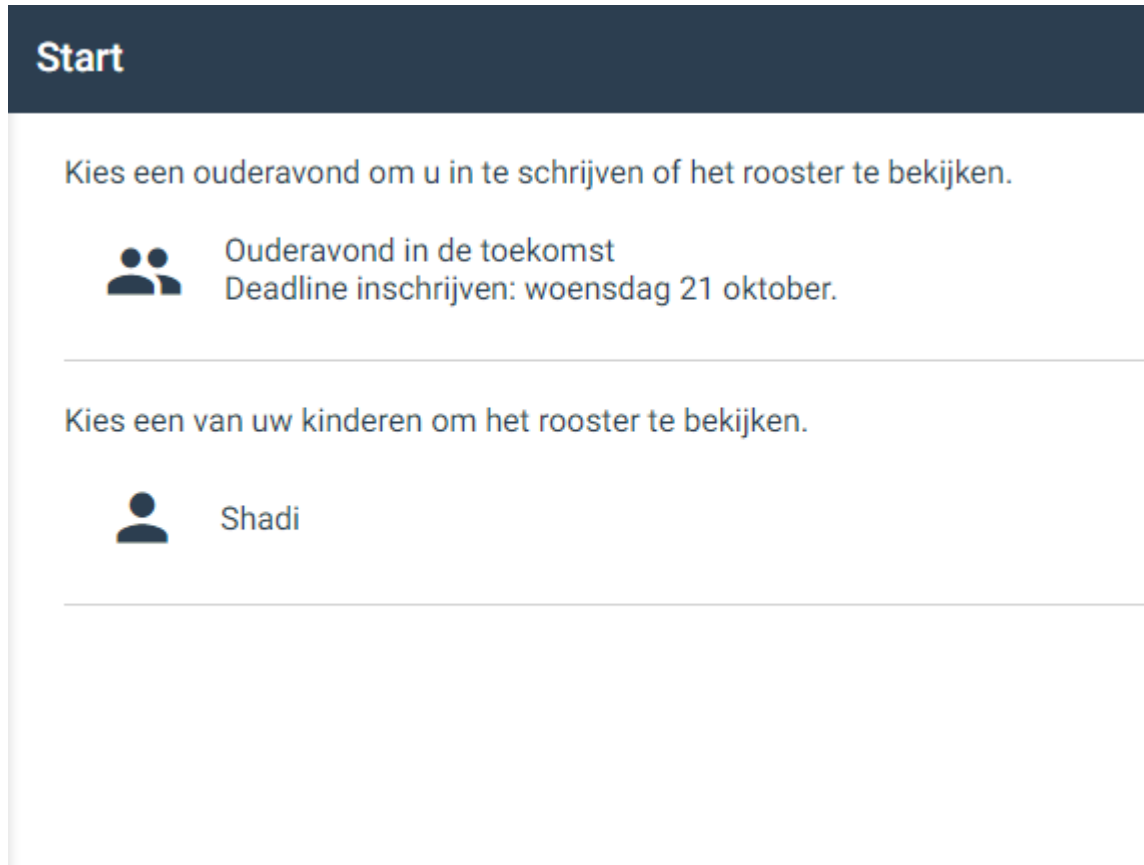 Start
Kies een ouderavond om u in te schrijven of het rooster te bekijken.
Ouderavond in de toekomst
Deadline inschrijven: woensdag 21 oktober.
Kies een van uw kinderen om het rooster te bekijken.
Shadi